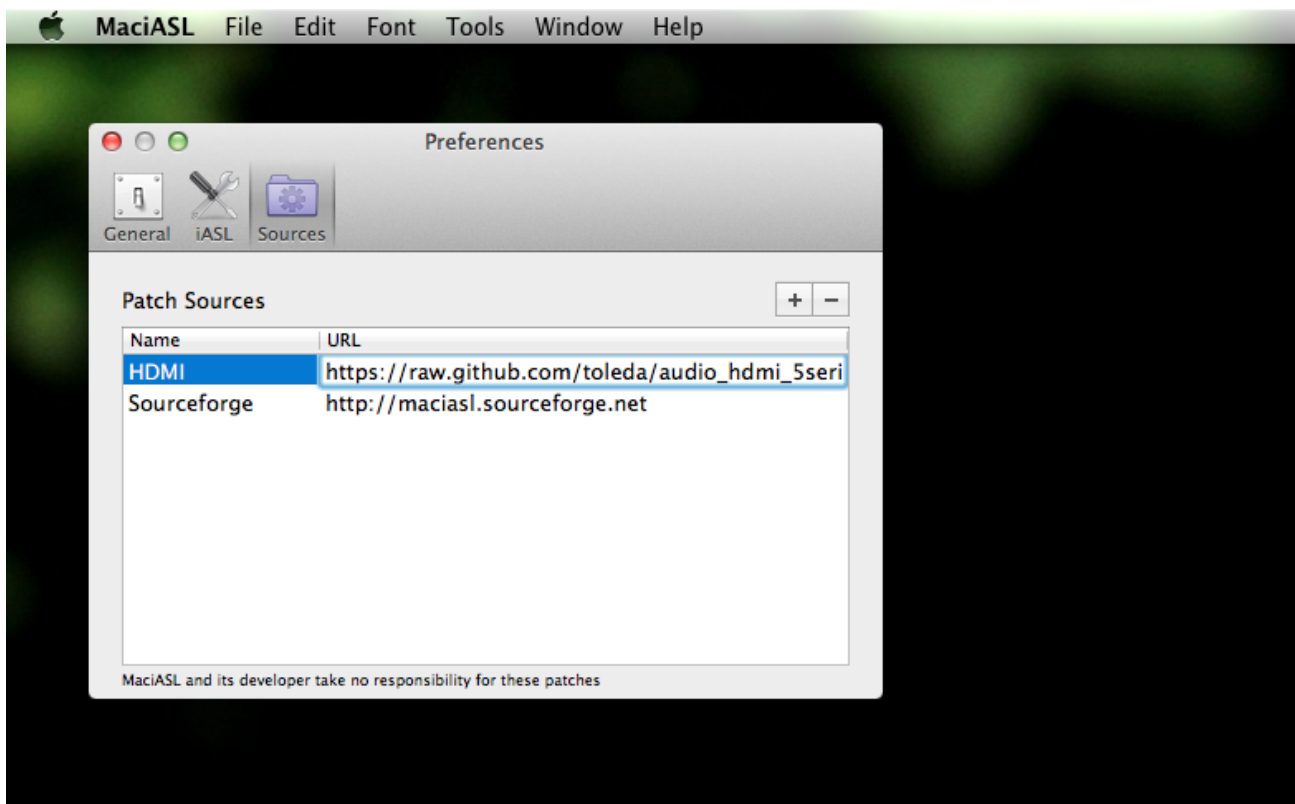 MaciASL File Edit Font Tools Window Help
Preferences
General iASL Sources
Patch Sources
+ −
Name URL
HDMI https://raw.github.com/toleda/audio_hdmi_5seri
Sourceforge http://maciasl.sourceforge.net
MaciASL and its developer take no responsibility for these patches